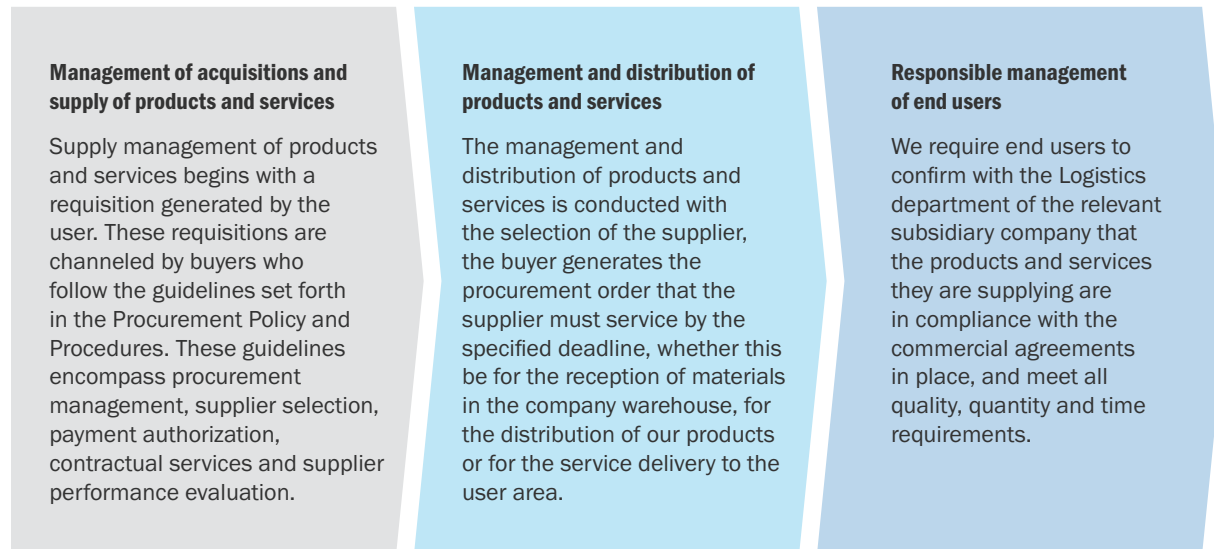 Management of acquisitions and
supply of products and services
Supply management of products
and services begins with a
requisition generated by the
user. These requisitions are
channeled by buyers who
follow the guidelines set forth
in the Procurement Policy and
Procedures. These guidelines
encompass procurement
management, supplier selection,
payment authorization,
contractual services and supplier
performance evaluation.
Management and distribution of
products and services
The management and
distribution of products and
services is conducted with
the selection of the supplier,
the buyer generates the
procurement order that the
supplier must service by the
specified deadline, whether this
be for the reception of materials
in the company warehouse, for
the distribution of our products
or for the service delivery to the
user area.
Responsible management
of end users
We require end users to
confirm with the Logistics
department of the relevant
subsidiary company that
the products and services
they are supplying are
in compliance with the
commercial agreements
in place, and meet all
quality, quantity and time
requirements.